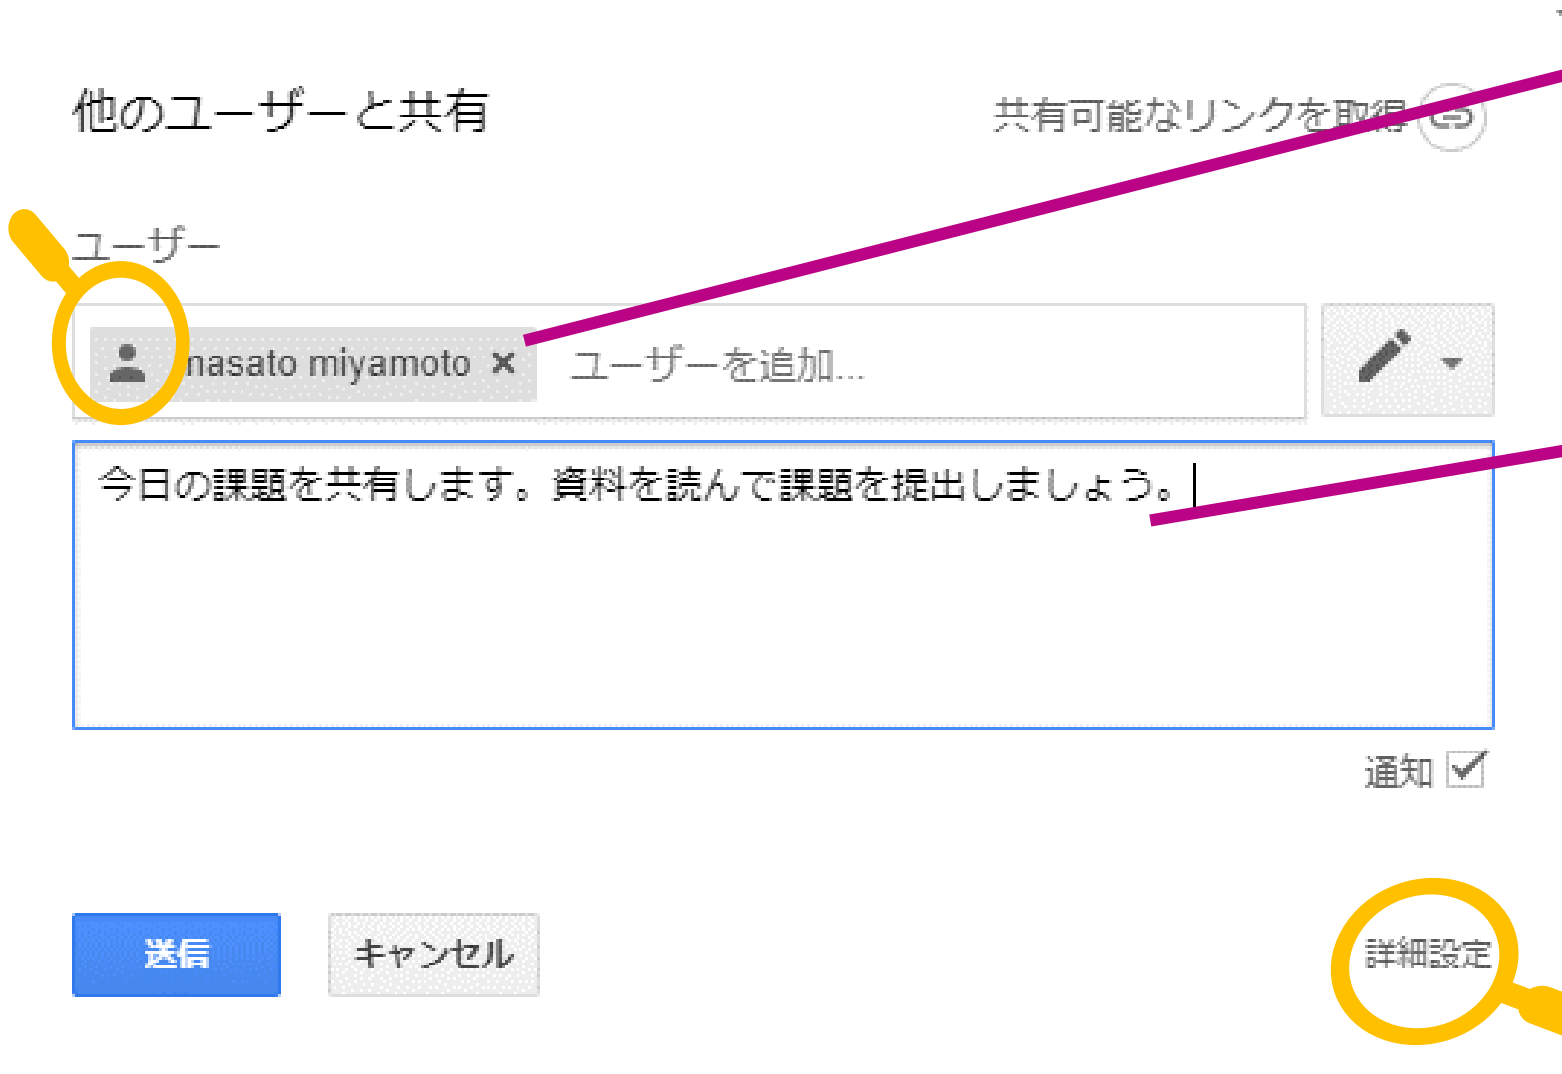 他のユーザーと共有
共有可能なリンクを取得
ユーザー
masato miyamoto × ユーザーを追加...
今日の課題を共有します。資料を読んで課題を提出しましょう。
通知
送信
キャンセル
詳細設定